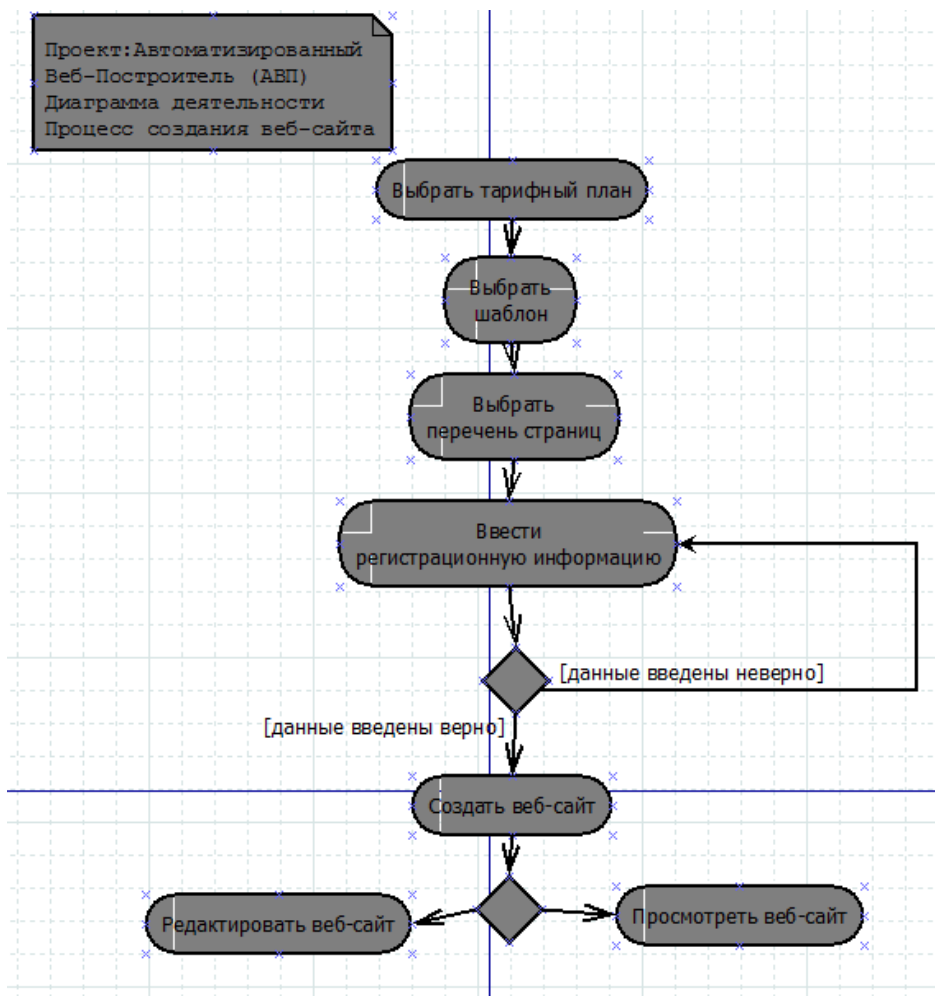 Проект:Автоматизированный
Веб-Построитель (АВП)
Диаграмма деятельности
Процесс создания веб-сайта
Выбрать тарифный план
Выбрать
шаблон
Выбрать
перечень страниц
Ввести
регистрационную информацию
[данные введены неверно]
[данные введены верно]
Создать веб-сайт
Редактировать веб-сайт
Просмотреть веб-сайт